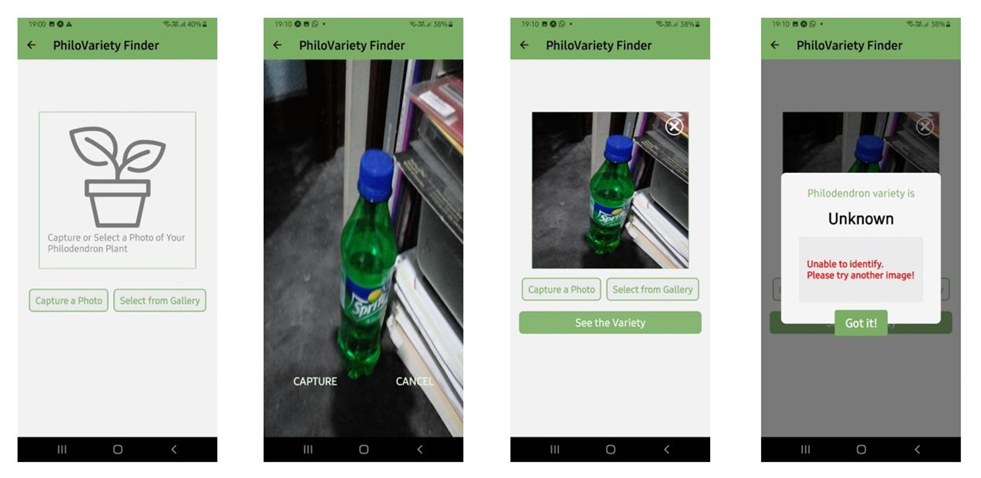 19:00 40%
PhiloVariety Finder
Capture or Select a Photo of Your
Philodendron Plant
Capture a Photo
Select from Gallery
19:10 38%
PhiloVariety Finder
Sprite
CAPTURE
CANCEL
19:10 38%
PhiloVariety Finder
Sprite
Capture a Photo
Select from Gallery
See the Variety
19:10 38%
PhiloVariety Finder
Philodendron variety is
Unknown
Unable to identify.
Please try another image!
Got it!